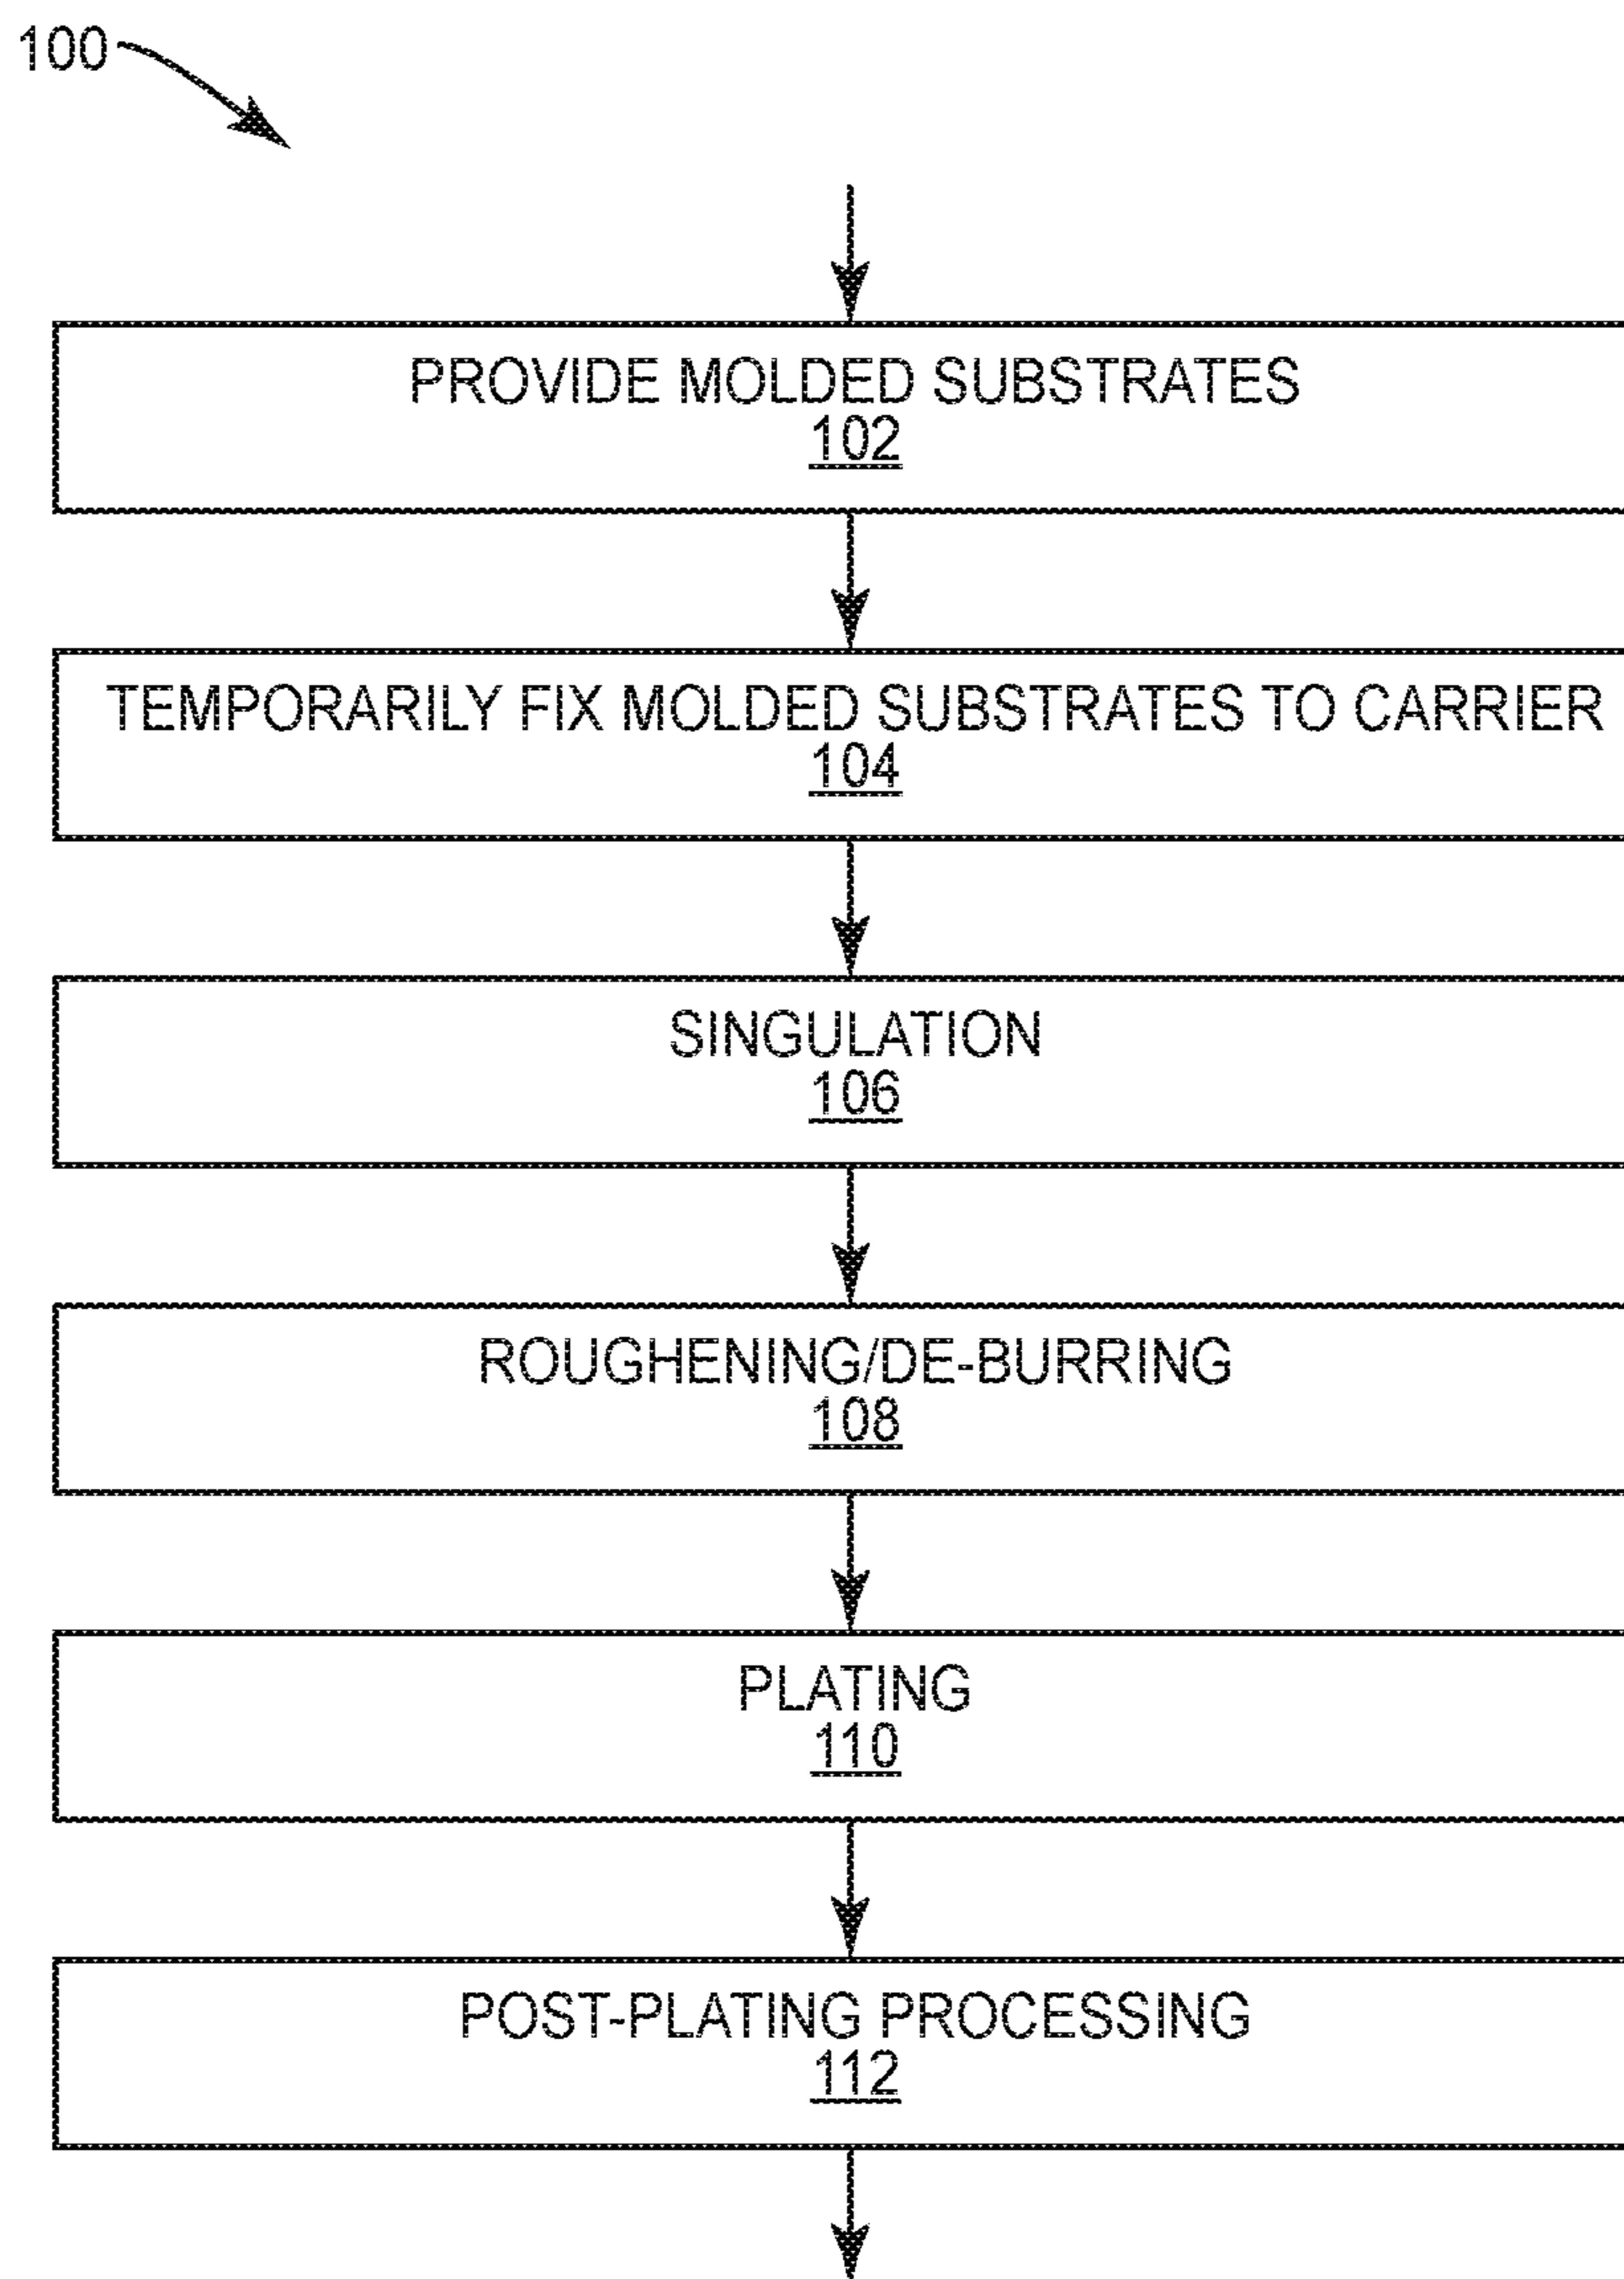 100
PROVIDE MOLDED SUBSTRATES
102
TEMPORARILY FIX MOLDED SUBSTRATES TO CARRIER
104
SINGULATION
106
ROUGHENING/DE-BURRING
108
PLATING
110
POST-PLATING PROCESSING
112